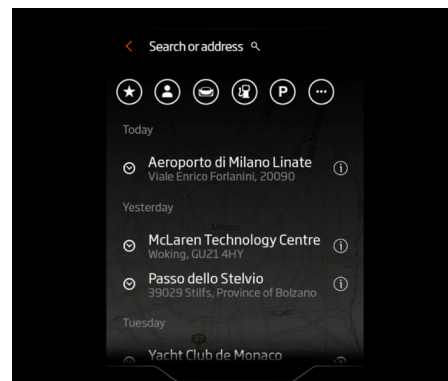 Search or address
P
Today
Aeroporto di Milano Linate
Viale Enrico Forlanini, 20090
Yesterday
Milano
McLaren Technology Centre
Woking, GU21 4HY
Passo dello Stelvio
39029 Stilfs, Province of Bolzano
Tuesday
Yacht Club de Monaco